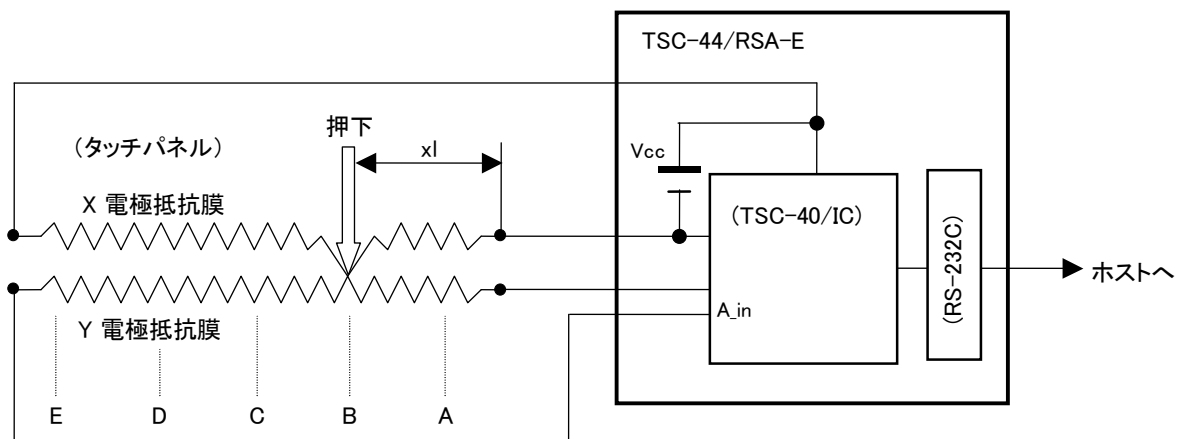 TSC-44/RSA-E
押下
(タッチパネル)
xl
Vcc
X 電極抵抗膜
(TSC-40/IC)
(RS-232C)
ホストへ
A_in
Y 電極抵抗膜
E D C B A